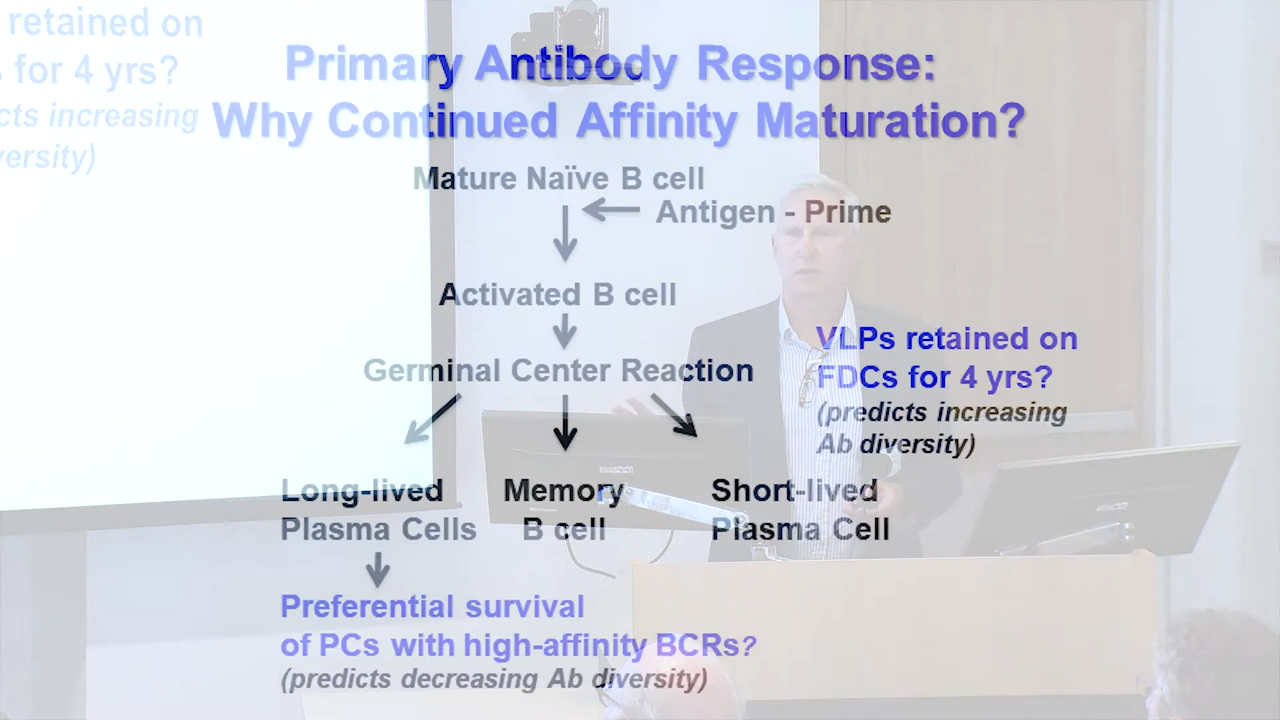 retained on
for 4 yrs?
cts increasing
versity)
Primary Antibody Response:
Why Continued Affinity Maturation?
Mature Naïve B cell
Antigen - Prime
Activated B cell
Germinal Center Reaction
VLPs retained on
FDCs for 4 yrs?
(predicts increasing
Ab diversity)
Long-lived
Plasma Cells
Memory
B cell
Short-lived
Plasma Cell
Preferential survival
of PCs with high-affinity BCRs?
(predicts decreasing Ab diversity)